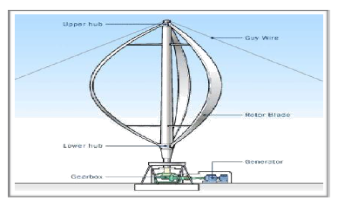 Upper hub
Guy Wire
Rotor Blade
Lower hub
Generator
Gearbox